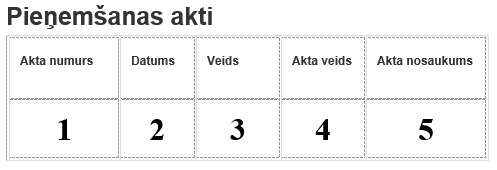 Pieņemšanas akti
Akta numurs Datums Veids Akta veids Akta nosaukums
1 2 3 4 5